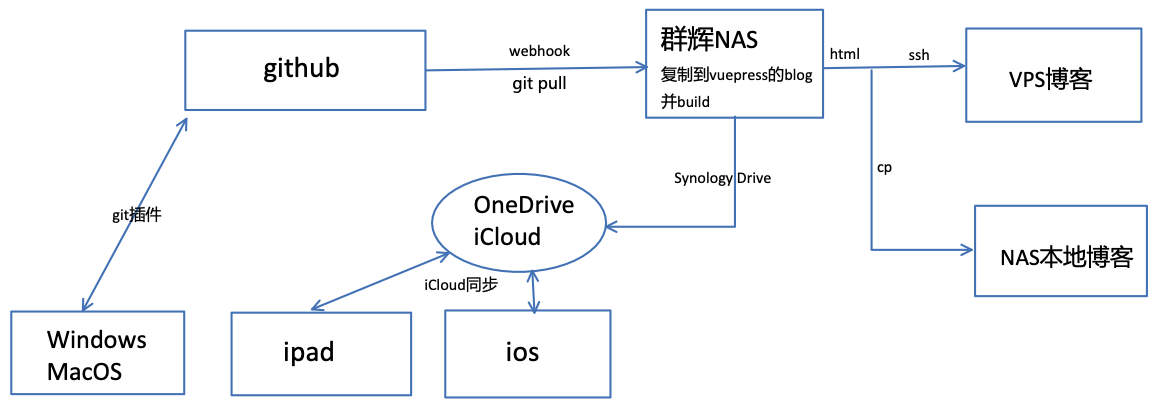 github
webhook
git pull
群辉NAS
复制到vuepress的blog
并build
html
ssh
VPS博客
cp
Synology Drive
git插件
OneDrive
iCloud
NAS本地博客
iCloud同步
Windows
MacOS
ipad
ios